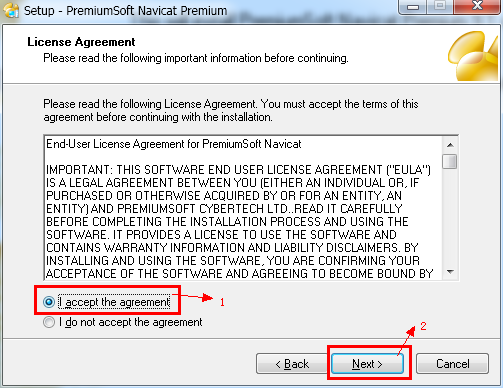 Setup - PremiumSoft Navicat Premium
License Agreement
Please read the following important information before continuing.
Please read the following License Agreement. You must accept the terms of this
agreement before continuing with the installation.
End-User License Agreement for PremiumSoft Navicat
IMPORTANT: THIS SOFTWARE END USER LICENSE AGREEMENT ("EULA")
IS A LEGAL AGREEMENT BETWEEN YOU (EITHER AN INDIVIDUAL OR, IF
PURCHASED OR OTHERWISE ACQUIRED BY OR FOR AN ENTITY, AN
ENTITY) AND PREMIUMSOFT CYBERTECH LTD..READ IT CAREFULLY
BEFORE COMPLETING THE INSTALLATION PROCESS AND USING THE
SOFTWARE. IT PROVIDES A LICENSE TO USE THE SOFTWARE AND
CONTAINS WARRANTY INFORMATION AND LIABILITY DISCLAIMERS. BY
INSTALLING AND USING THE SOFTWARE, YOU ARE CONFIRMING YOUR
ACCEPTANCE OF THE SOFTWARE AND AGREEING TO BECOME BOUND BY
I accept the agreement
1
I do not accept the agreement
2
< Back
Next >
Cancel